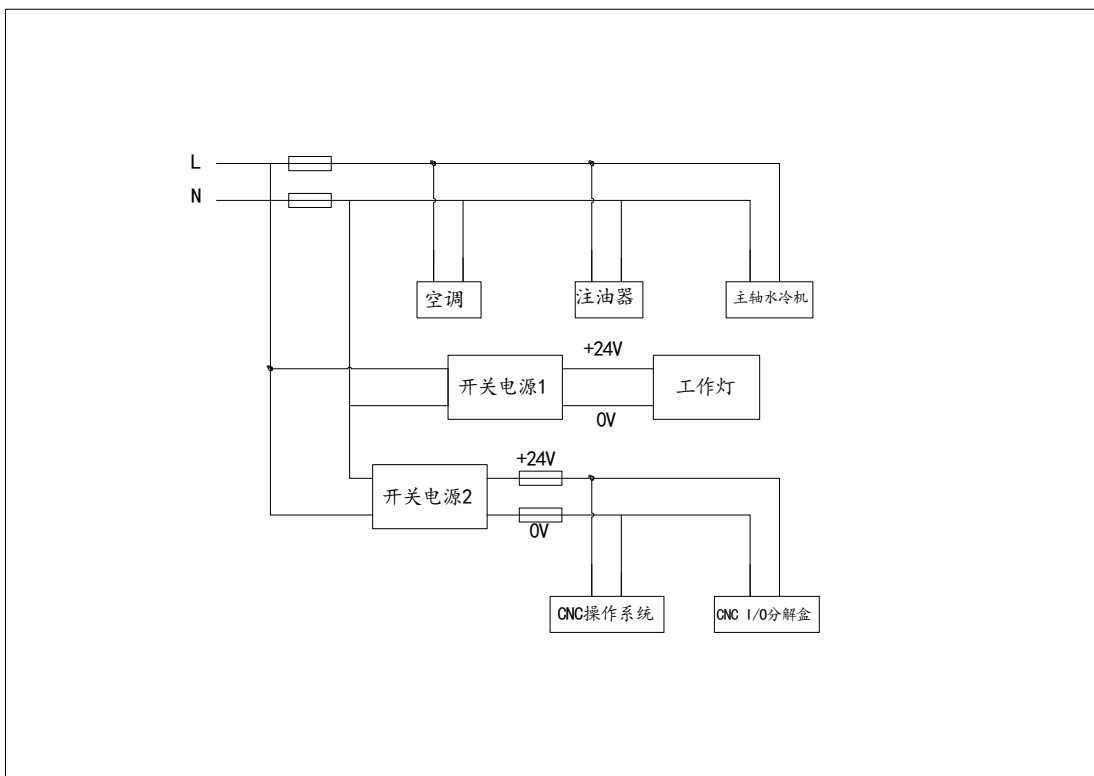 L
N
空调
注油器
主轴水冷机
+24V
开关电源1
工作灯
0V
+24V
开关电源2
0V
CNC操作系统
CNC I/O分解盒